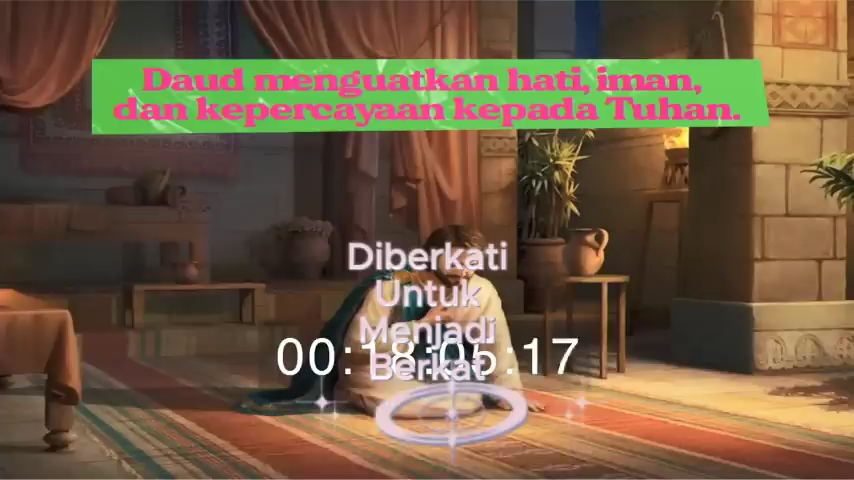 Daud menguatkan hati, iman,
dan kepercayaan kepada Tuhan.
Diberkati
Untuk
Menjadi
00:18:05:17
Berkat